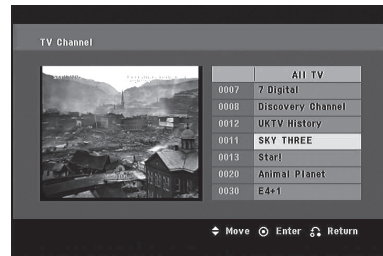 TV Channel
All TV
0007 7 Digital
0008 Discovery Channel
0012 UKTV History
0011 SKY THREE
0013 Star!
0020 Animal Planet
0030 E4+1
Move Enter Return